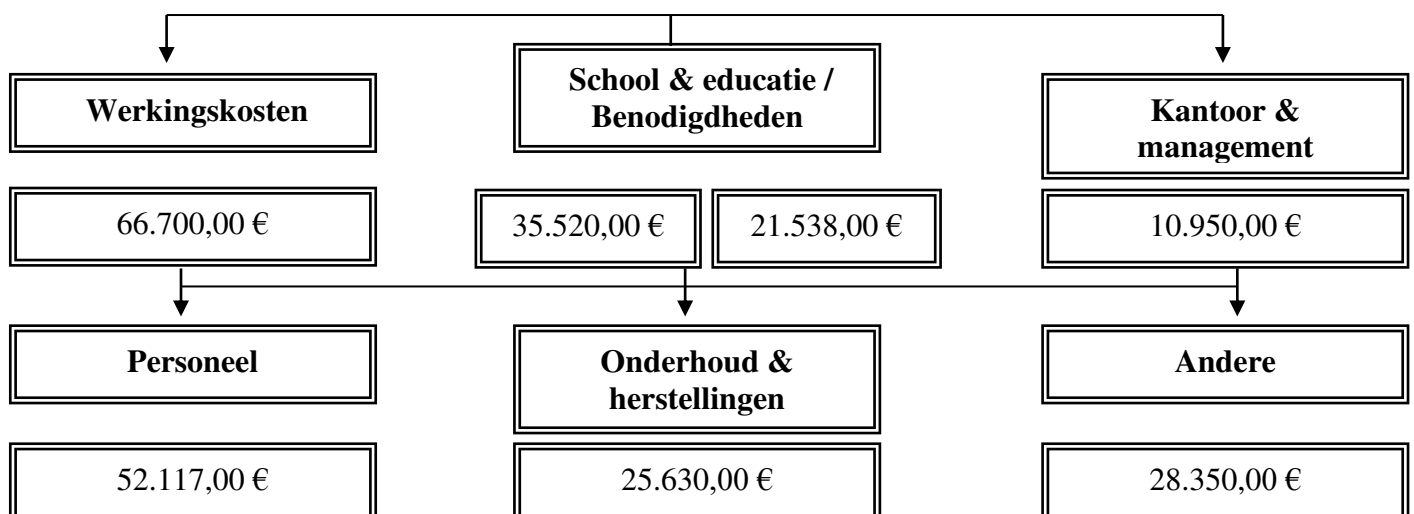 Werkingskosten
School & educatie /
Benodigdheden
Kantoor &
management
66.700,00 €
35.520,00 €
21.538,00 €
10.950,00 €
Personeel
Onderhoud &
herstellingen
Andere
52.117,00 €
25.630,00 €
28.350,00 €